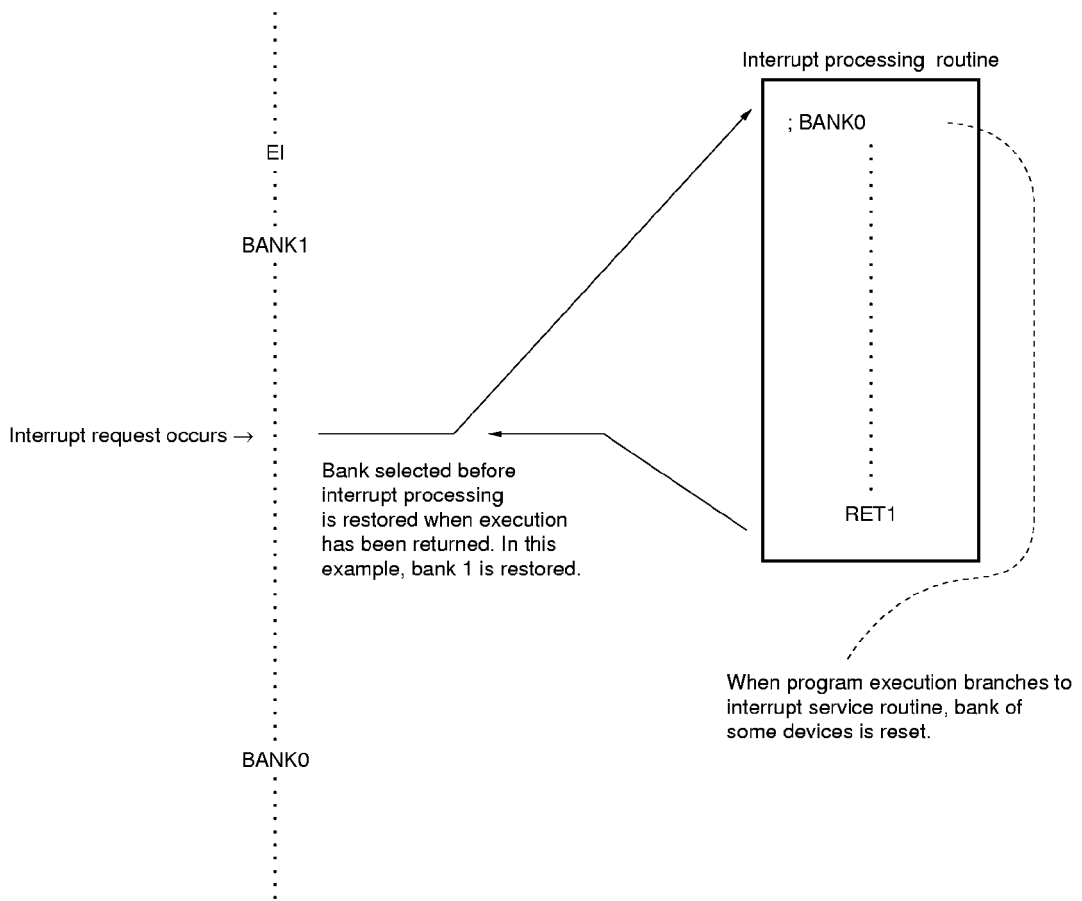 Interrupt processing routine
; BANK0
EI
BANK1
Interrupt request occurs →
Bank selected before
interrupt processing
is restored when execution
has been returned. In this
example, bank 1 is restored.
RET1
When program execution branches to
interrupt service routine, bank of
some devices is reset.
BANK0